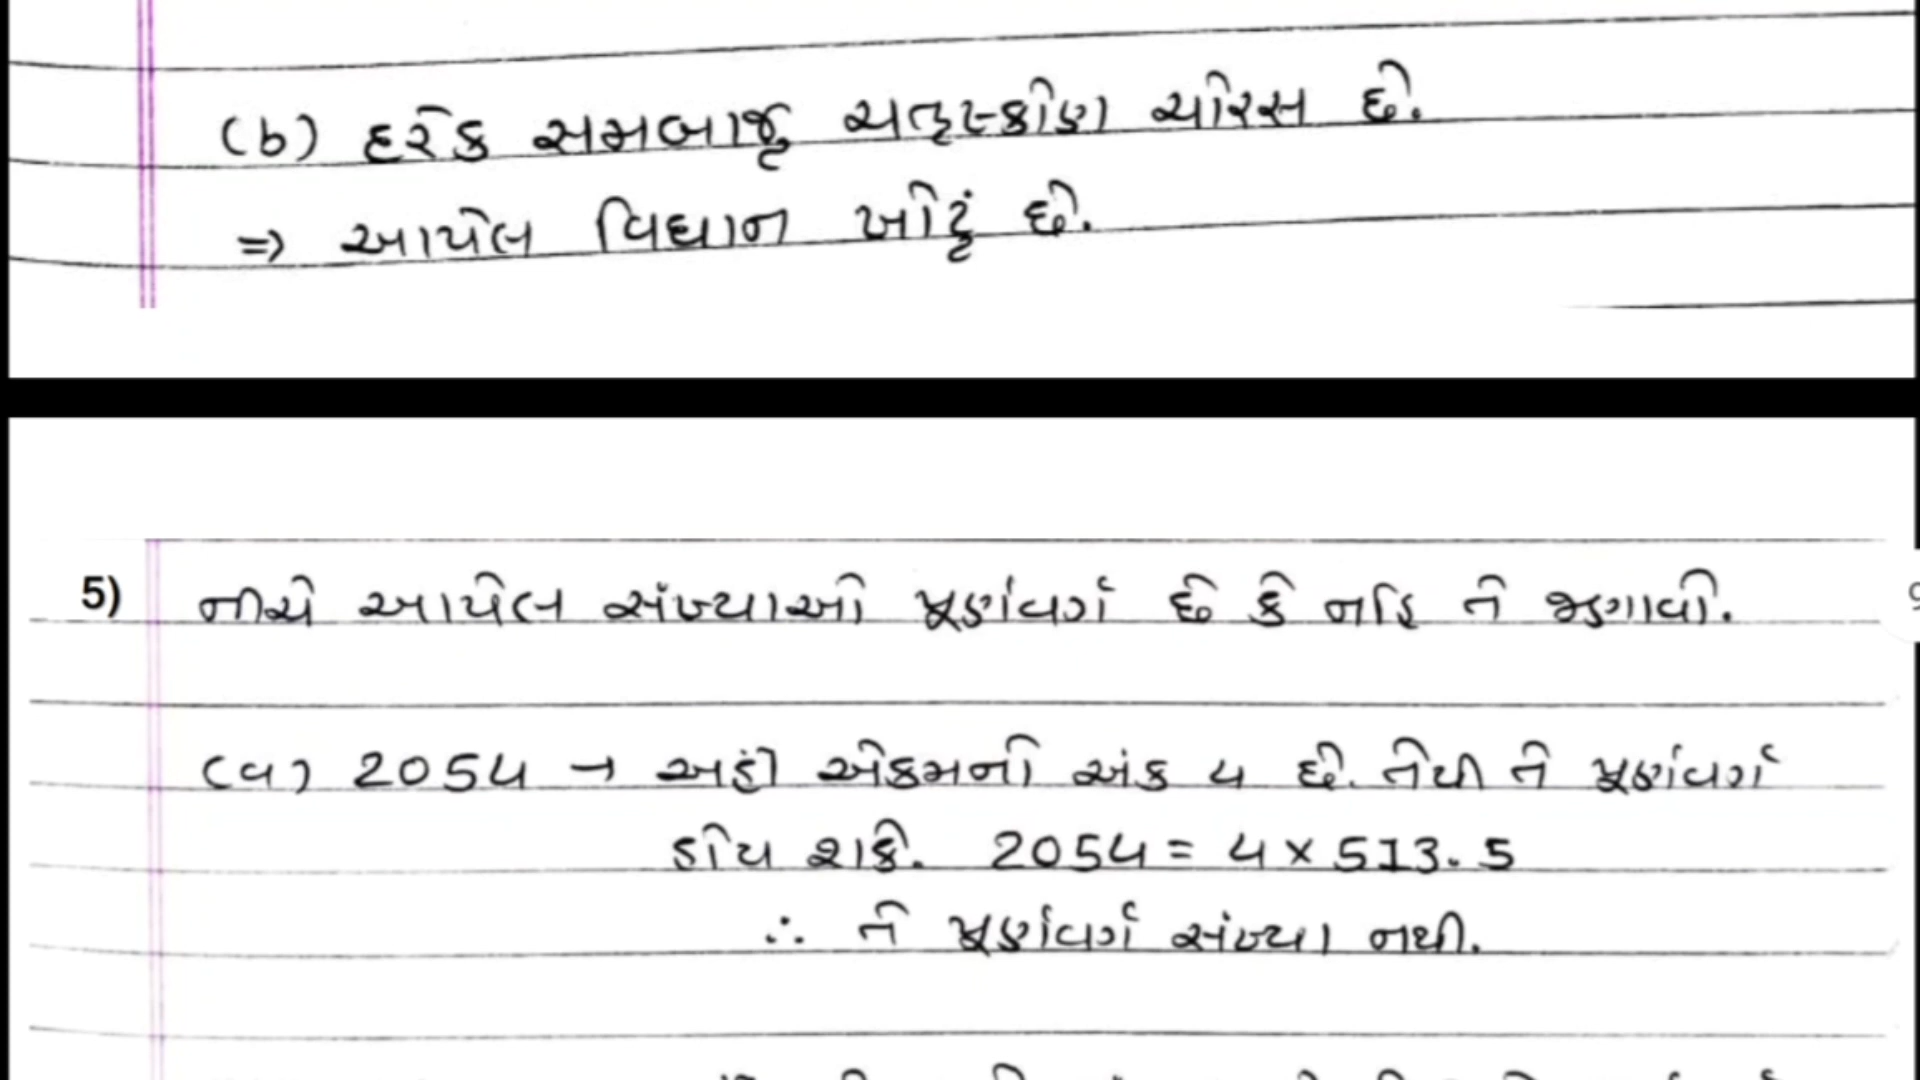 (b) દરેક સમબાજુ ચતુષ્કોણ ચોરસ છે.
⇒ આપેલ વિધાન ખોટું છે.
5) નીચે આપેલ સંખ્યાઓ પૂર્ણવર્ગ છે કે નહિ તે જણાવો.
(a) 2054 → અહીં એકમનો અંક 4 છે. તેથી તે પૂર્ણવર્ગ
હોય શકે. 2054 = 4 × 513.5
∴ તે પૂર્ણવર્ગ સંખ્યા નથી.